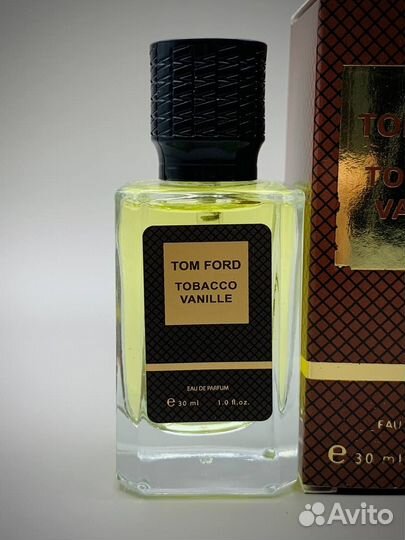 TOM FORD
TOBACCO
VANILLE
EAU DE PARFUM
e 30 ml 1.0 fl.oz.
TO
TO
VA
EAU
e 30 ml
Avito